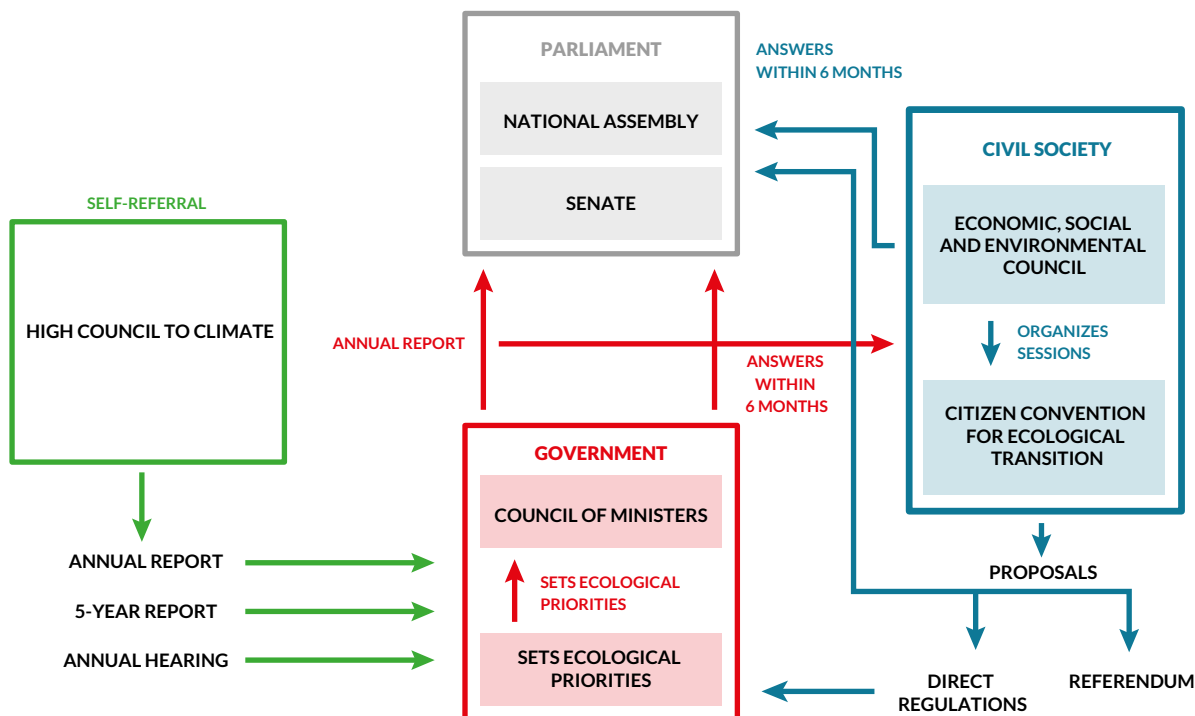 PARLIAMENT
NATIONAL ASSEMBLY
SENATE
ANSWERS
WITHIN 6 MONTHS
CIVIL SOCIETY
ECONOMIC, SOCIAL
AND ENVIRONMENTAL
COUNCIL
ORGANIZES
SESSIONS
CITIZEN CONVENTION
FOR ECOLOGICAL
TRANSITION
SELF-REFERRAL
HIGH COUNCIL TO CLIMATE
ANNUAL REPORT
ANSWERS
WITHIN
6 MONTHS
GOVERNMENT
COUNCIL OF MINISTERS
SETS ECOLOGICAL
PRIORITIES
SETS ECOLOGICAL
PRIORITIES
ANNUAL REPORT
5-YEAR REPORT
ANNUAL HEARING
PROPOSALS
DIRECT
REGULATIONS
REFERENDUM